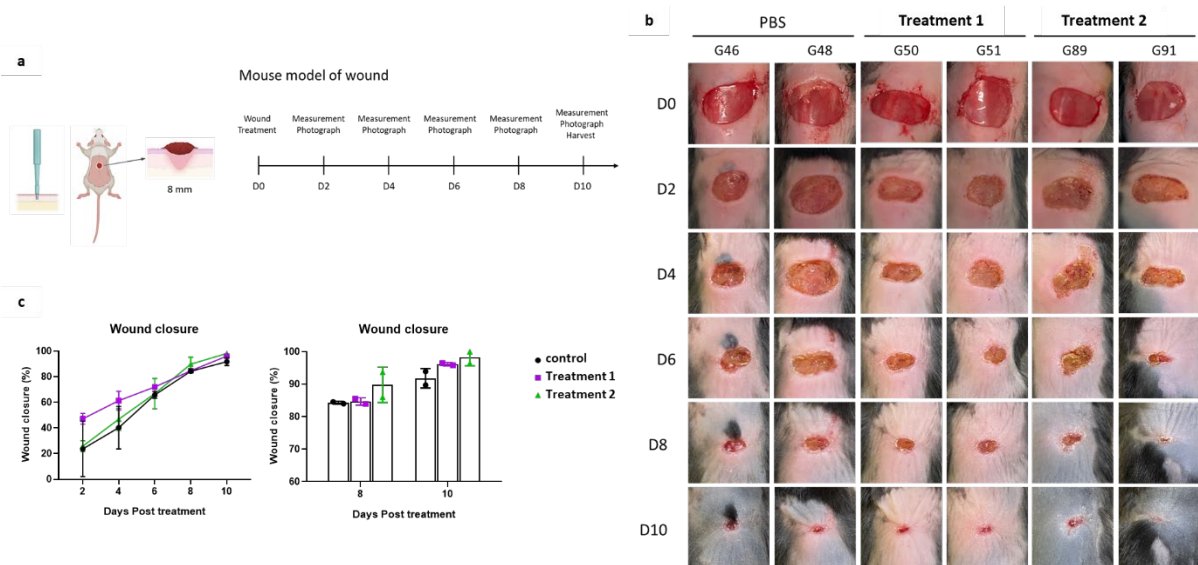 a
Mouse model of wound
Wound
Treatment
Measurement
Photograph
Measurement
Photograph
Measurement
Photograph
Measurement
Photograph
Measurement
Photograph
Harvest
D0
D2
D4
D6
D8
D10
8 mm
b
PBS
Treatment 1
Treatment 2
G46
G48
G50
G51
G89
G91
D0
D2
D4
D6
D8
D10
c
Wound closure
Wound closure (%)
100
80
60
40
20
0
2
4
6
8
10
Days Post treatment
Wound closure
Wound closure (%)
100
90
80
70
60
8
10
Days Post treatment
control
Treatment 1
Treatment 2